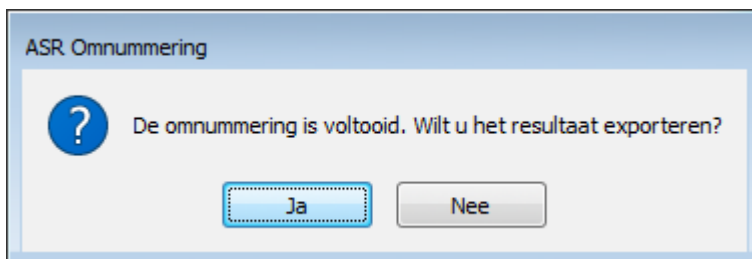 ASR Omnummering
De omnummering is voltooid. Wilt u het resultaat exporteren?
Ja
Nee